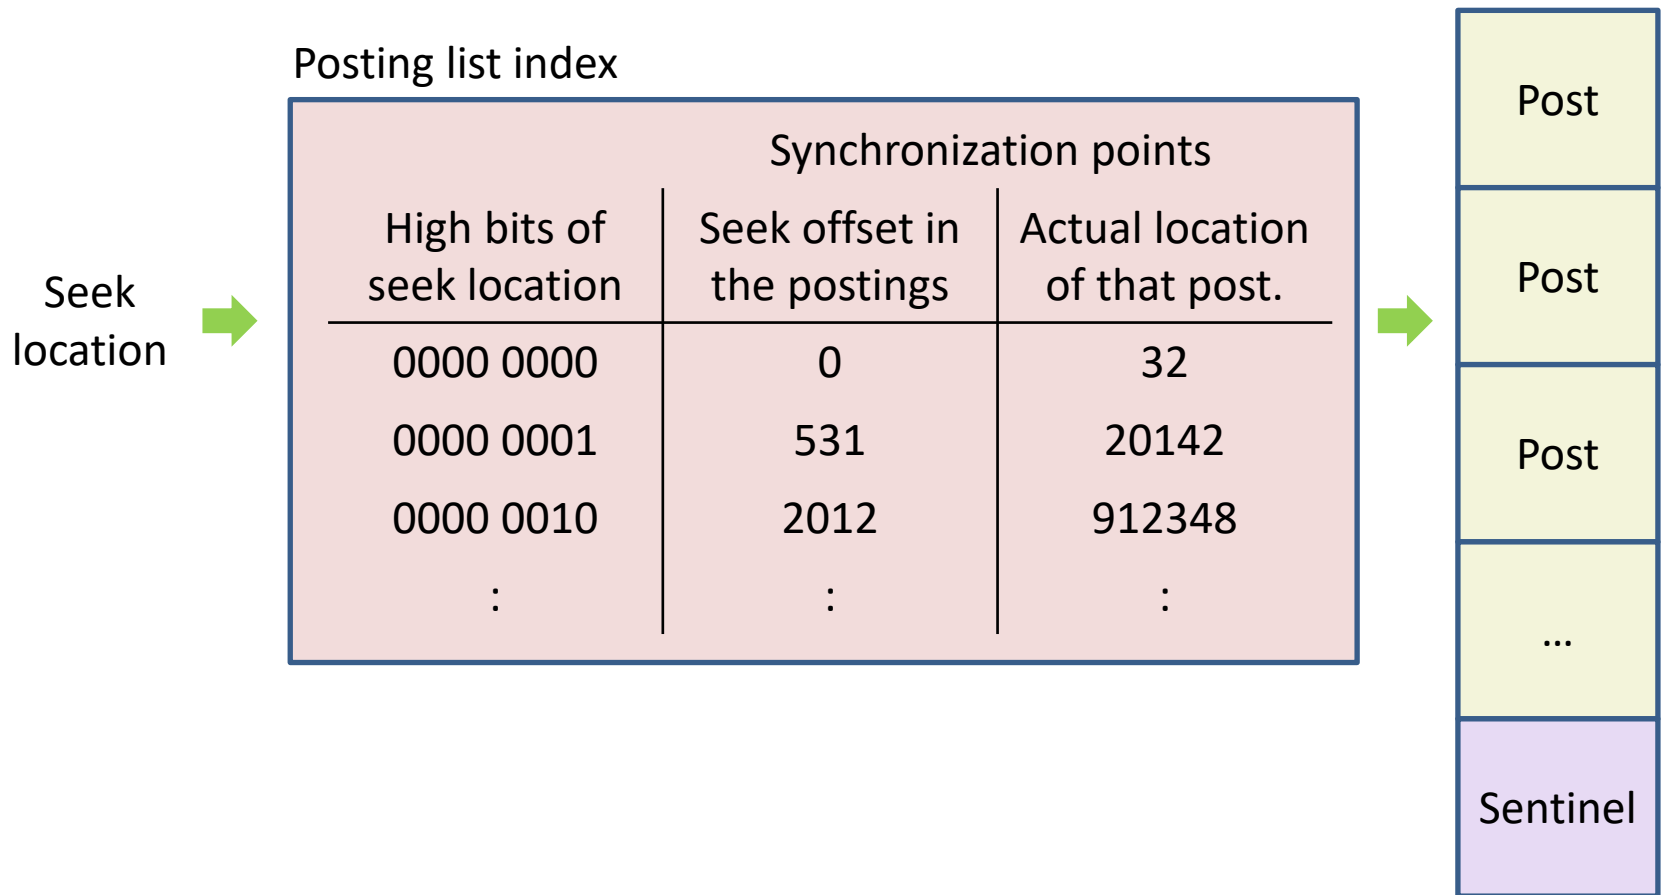 Posting list index
Seek
location
Synchronization points
High bits of
seek location
Seek offset in
the postings
Actual location
of that post.
0000 0000 0 32
0000 0001 531 20142
0000 0010 2012 912348
: : :
Post
Post
Post
...
Sentinel